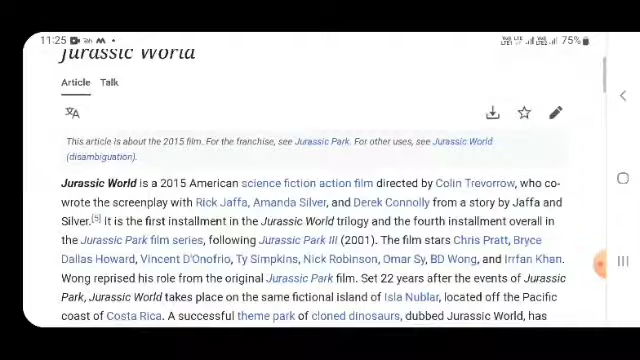 11:25
75%
Jurassic World
Article Talk
This article is about the 2015 film. For the franchise, see Jurassic Park. For other uses, see Jurassic World
(disambiguation).
Jurassic World is a 2015 American science fiction action film directed by Colin Trevorrow, who co-
wrote the screenplay with Rick Jaffa, Amanda Silver, and Derek Connolly from a story by Jaffa and
Silver.[5] It is the first installment in the Jurassic World trilogy and the fourth installment overall in
the Jurassic Park film series, following Jurassic Park III (2001). The film stars Chris Pratt, Bryce
Dallas Howard, Vincent D'Onofrio, Ty Simpkins, Nick Robinson, Omar Sy, BD Wong, and Irrfan Khan.
Wong reprised his role from the original Jurassic Park film. Set 22 years after the events of Jurassic
Park, Jurassic World takes place on the same fictional island of Isla Nublar, located off the Pacific
coast of Costa Rica. A successful theme park of cloned dinosaurs, dubbed Jurassic World, has